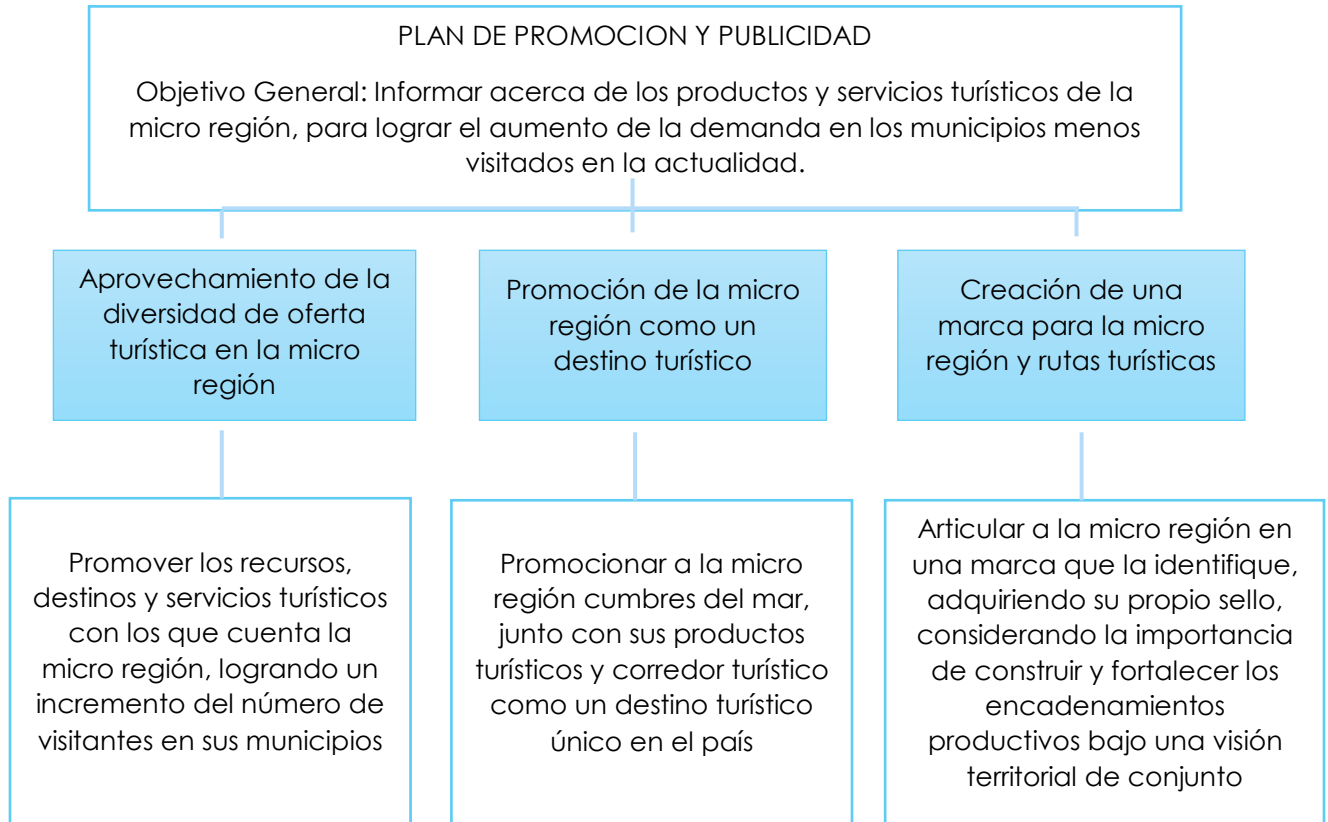 PLAN DE PROMOCION Y PUBLICIDAD
Objetivo General: Informar acerca de los productos y servicios turísticos de la
micro región, para lograr el aumento de la demanda en los municipios menos
visitados en la actualidad.
Aprovechamiento de la
diversidad de oferta
turística en la micro
región
Promoción de la micro
región como un
destino turístico
Creación de una
marca para la micro
región y rutas turísticas
Promover los recursos,
destinos y servicios turísticos
con los que cuenta la
micro región, logrando un
incremento del número de
visitantes en sus municipios
Promocionar a la micro
región cumbres del mar,
junto con sus productos
turísticos y corredor turístico
como un destino turístico
único en el país
Articular a la micro región en
una marca que la identifique,
adquiriendo su propio sello,
considerando la importancia
de construir y fortalecer los
encadenamientos
productivos bajo una visión
territorial de conjunto